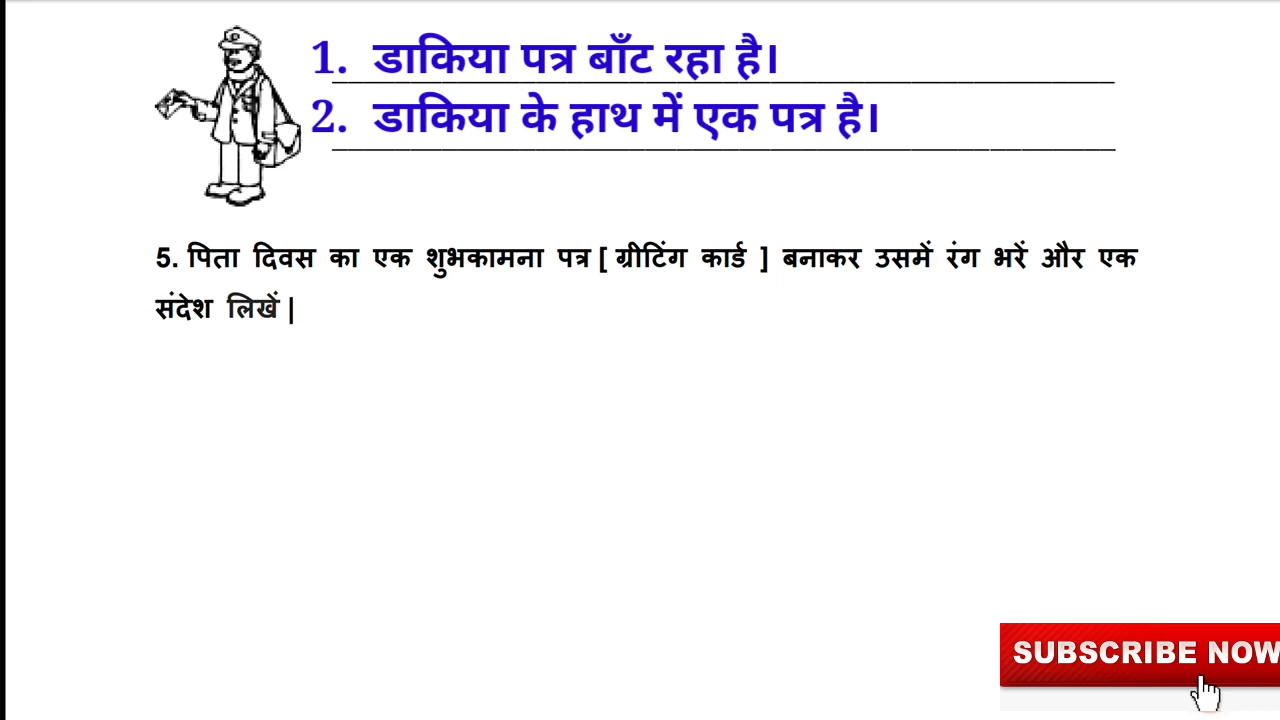 1. डाकिया पत्र बाँट रहा है।
2. डाकिया के हाथ में एक पत्र है।
5. पिता दिवस का एक शुभकामना पत्र [ ग्रीटिंग कार्ड ] बनाकर उसमें रंग भरें और एक
संदेश लिखें |
SUBSCRIBE NOW